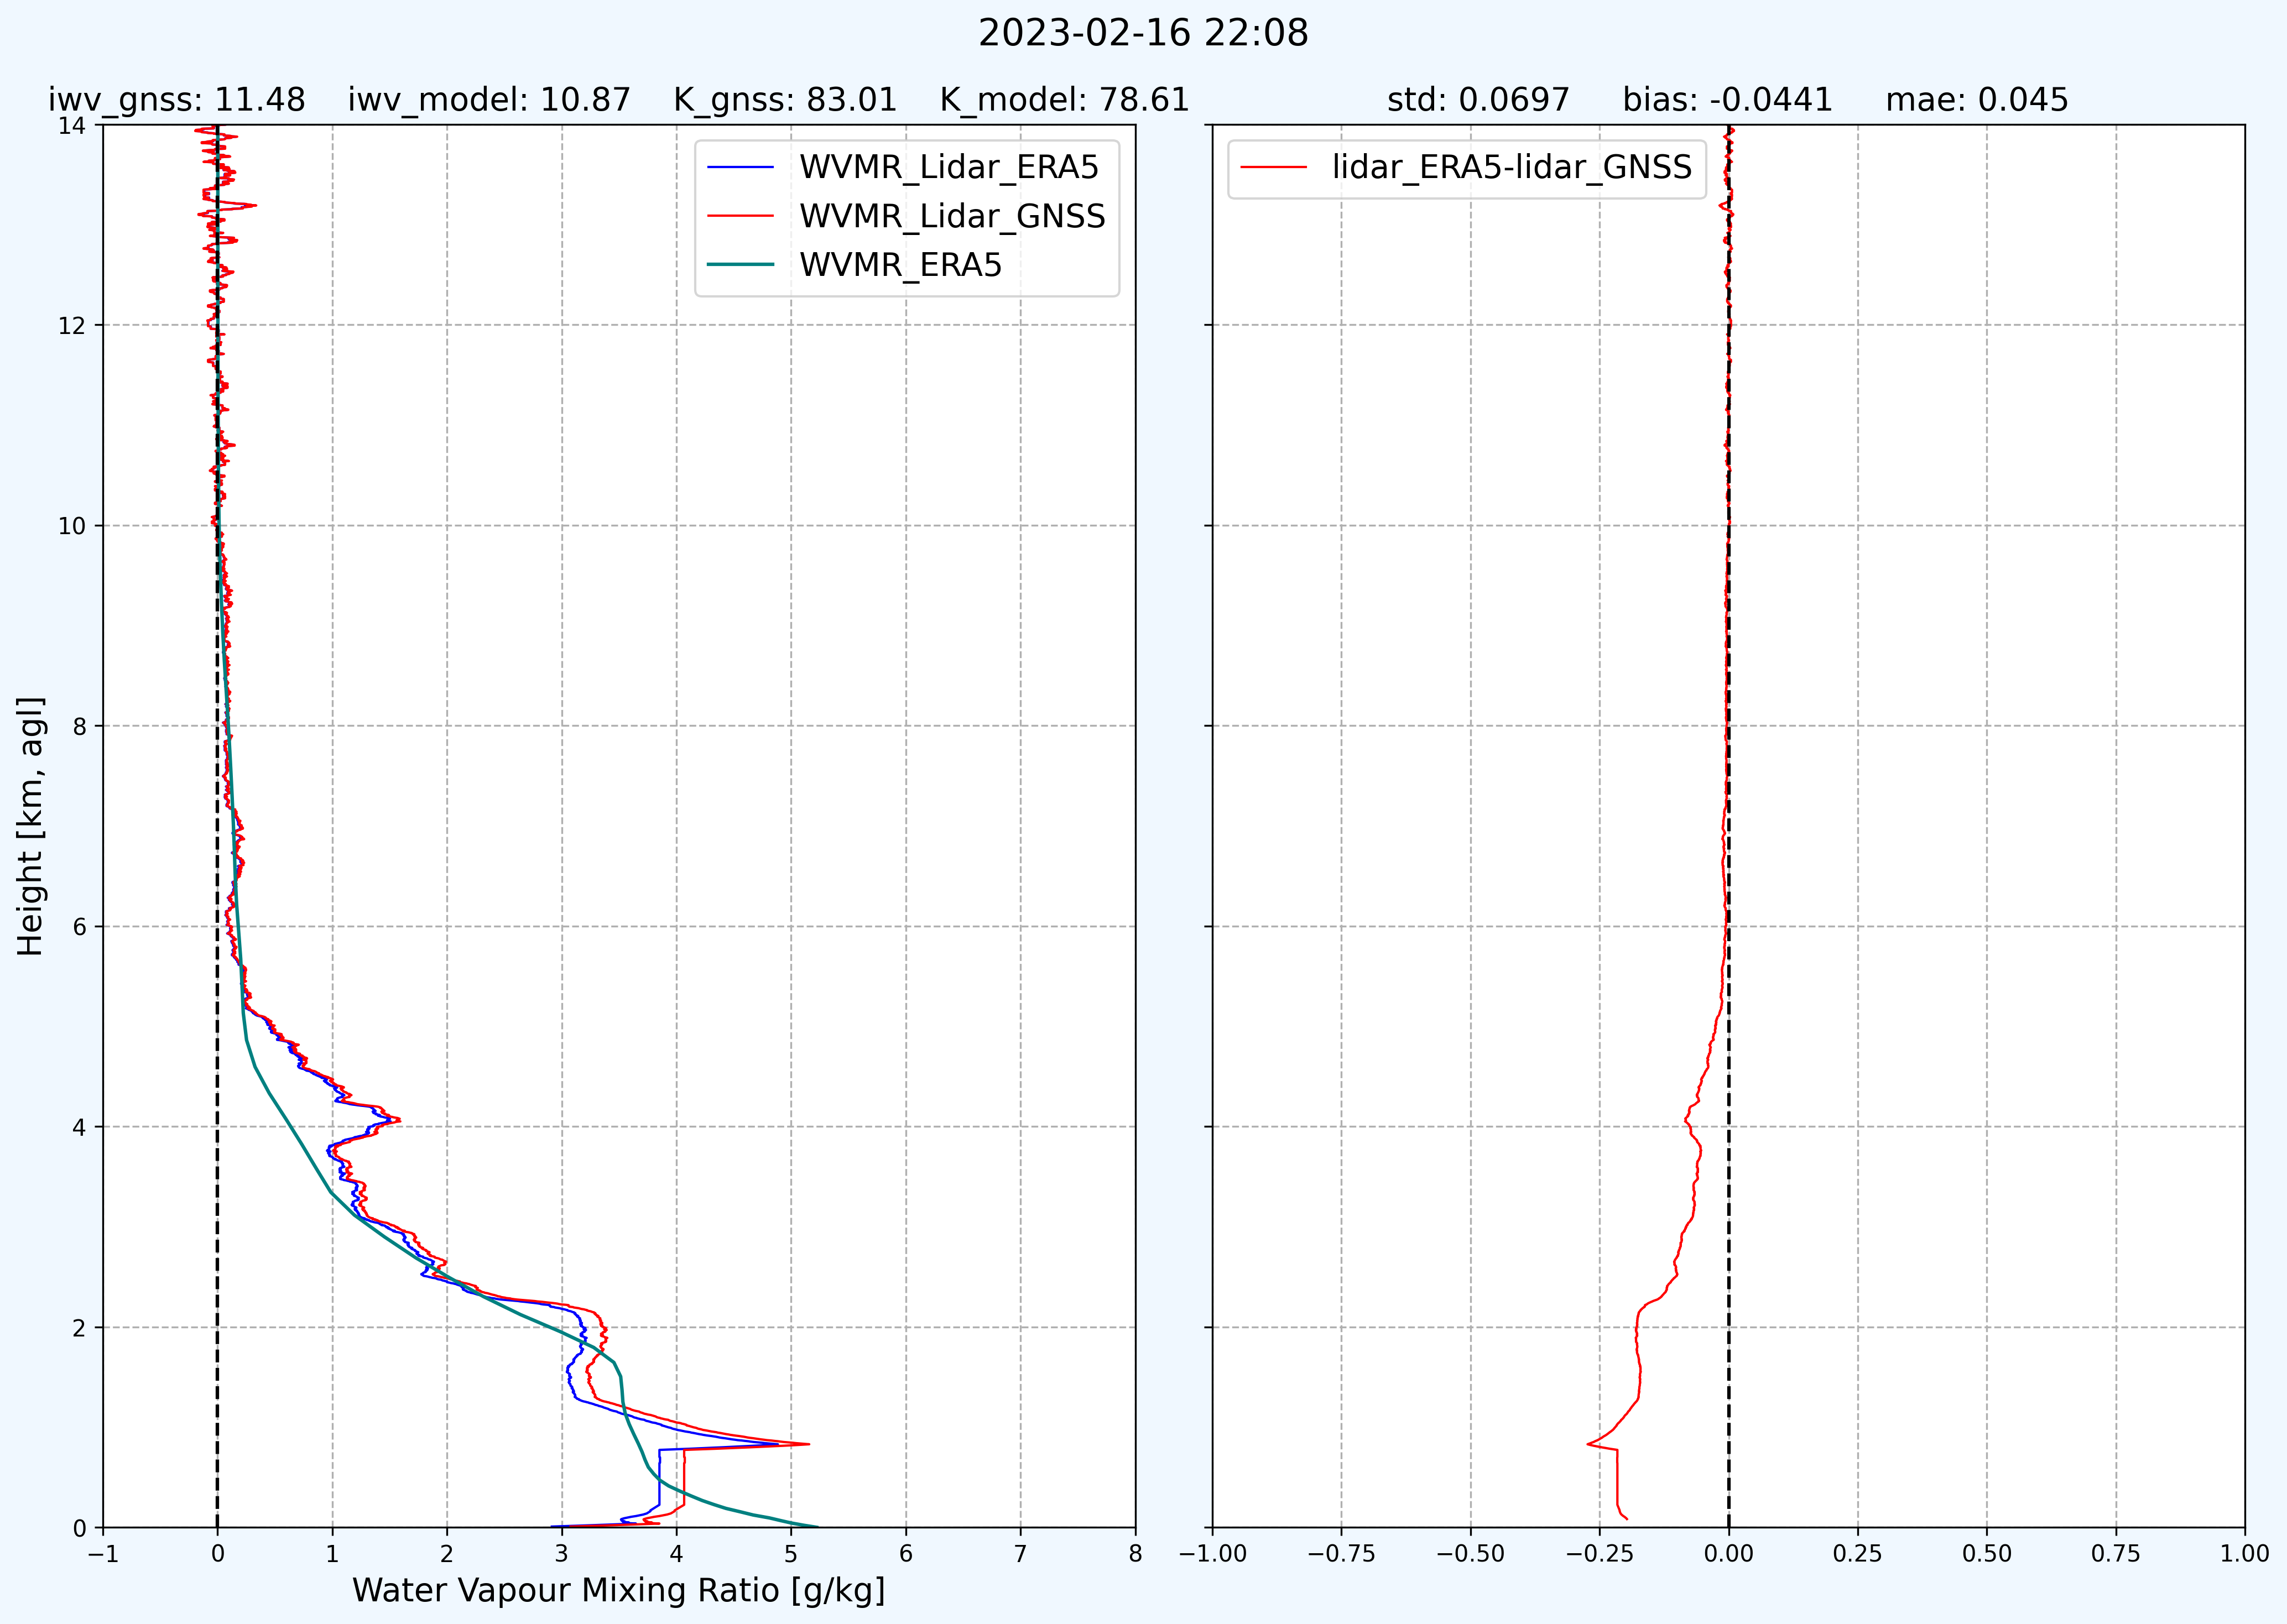 2023-02-16 22:08
iwv_gnss: 11.48 iwv_model: 10.87 K_gnss: 83.01 K_model: 78.61
std: 0.0697 bias: -0.0441 mae: 0.045
WVMR_Lidar_ERA5
WVMR_Lidar_GNSS
WVMR_ERA5
lidar_ERA5-lidar_GNSS
Height [km, agl]
14
12
10
8
6
4
2
0
−1 0 1 2 3 4 5 6 7 8
−1.00 −0.75 −0.50 −0.25 0.00 0.25 0.50 0.75 1.00
Water Vapour Mixing Ratio [g/kg]